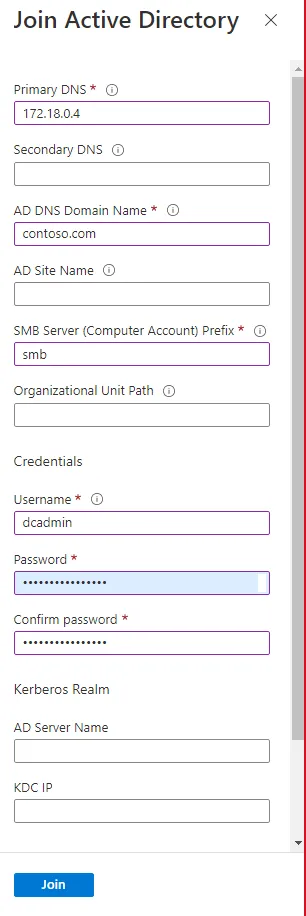 Join Active Directory
Primary DNS *
172.18.0.4
Secondary DNS
AD DNS Domain Name *
contoso.com
AD Site Name
SMB Server (Computer Account) Prefix *
smb
Organizational Unit Path
Credentials
Username *
dcadmin
Password *
••••••••••••••••
Confirm password *
••••••••••••••••
Kerberos Realm
AD Server Name
KDC IP
Join